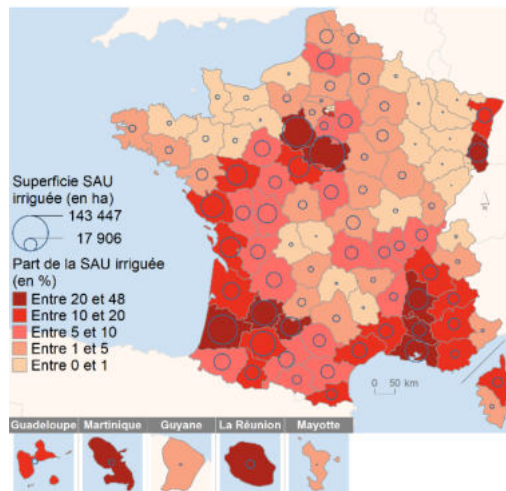 Superficie SAU
irriguée (en ha)
143 447
17 906
Part de la SAU irriguée
(en %)
Entre 20 et 48
Entre 10 et 20
Entre 5 et 10
Entre 1 et 5
Entre 0 et 1
0 50 km
Guadeloupe Martinique Guyane La Réunion Mayotte